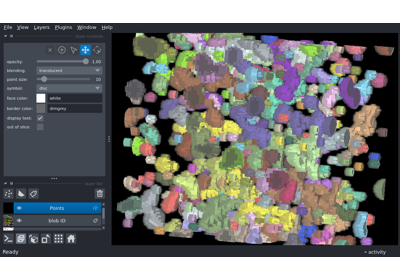 File View Layers Plugins Window Help
opacity: 1.00
blending: translucent
point size: 10
symbol: disc
face color: white
border color: dimgrey
display text: ✓
out of slice:
Points
blob ID
Ready
activity